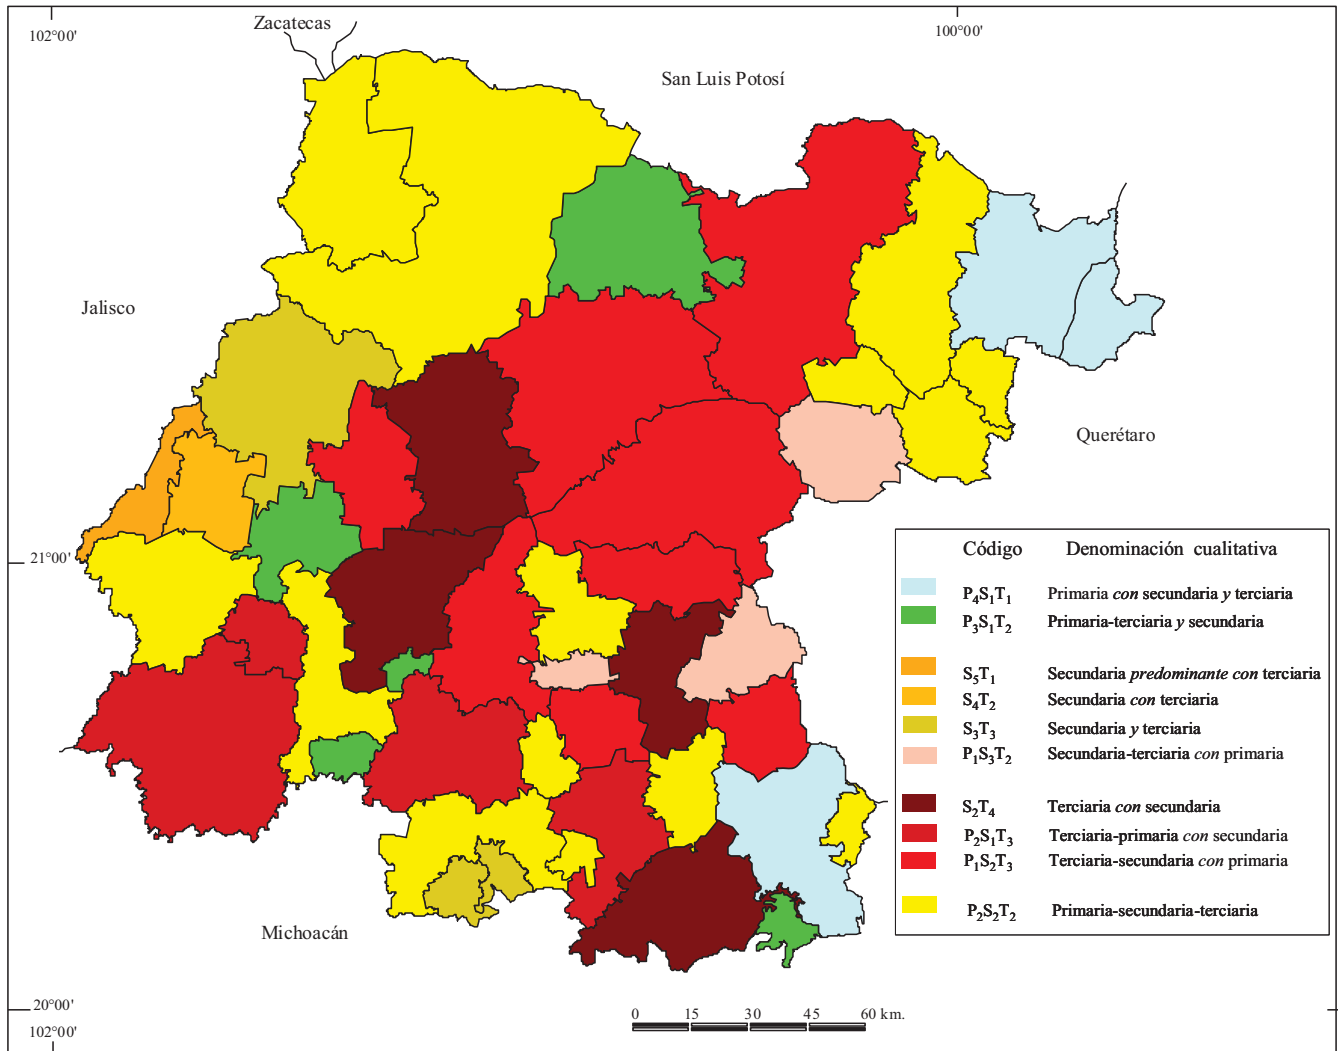 Zacatecas
102°00'
100°00'
San Luis Potosí
Jalisco
Querétaro
21°00'
Código Denominación cualitativa
P4S1T1 Primaria con secundaria y terciaria
P3S1T2 Primaria-terciaria y secundaria
S5T1 Secundaria predominante con terciaria
S4T2 Secundaria con terciaria
S3T3 Secundaria y terciaria
P1S3T2 Secundaria-terciaria con primaria
S2T4 Terciaria con secundaria
P2S1T3 Terciaria-primaria con secundaria
P1S2T3 Terciaria-secundaria con primaria
P2S2T2 Primaria-secundaria-terciaria
Michoacán
20°00'
102°00'
0 15 30 45 60 km.